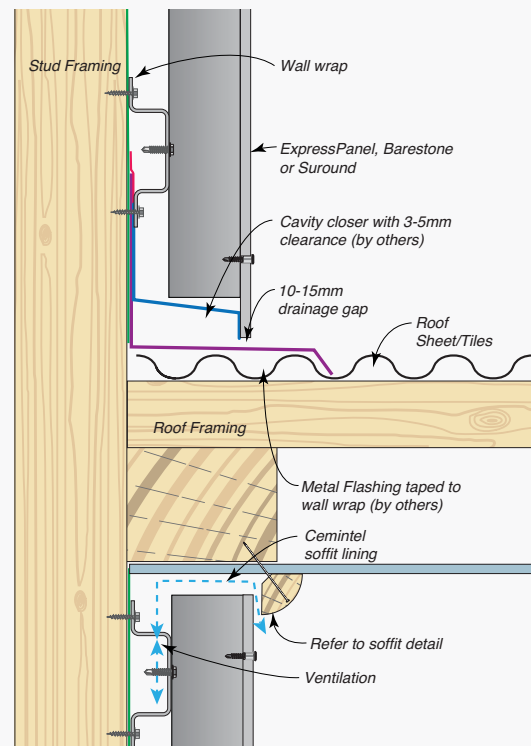 Stud Framing
Wall wrap
ExpressPanel, Barestone
or Suround
Cavity closer with 3-5mm
clearance (by others)
10-15mm
drainage gap
Roof
Sheet/Tiles
Roof Framing
Metal Flashing taped to
wall wrap (by others)
Cemintel
soffit lining
Refer to soffit detail
Ventilation